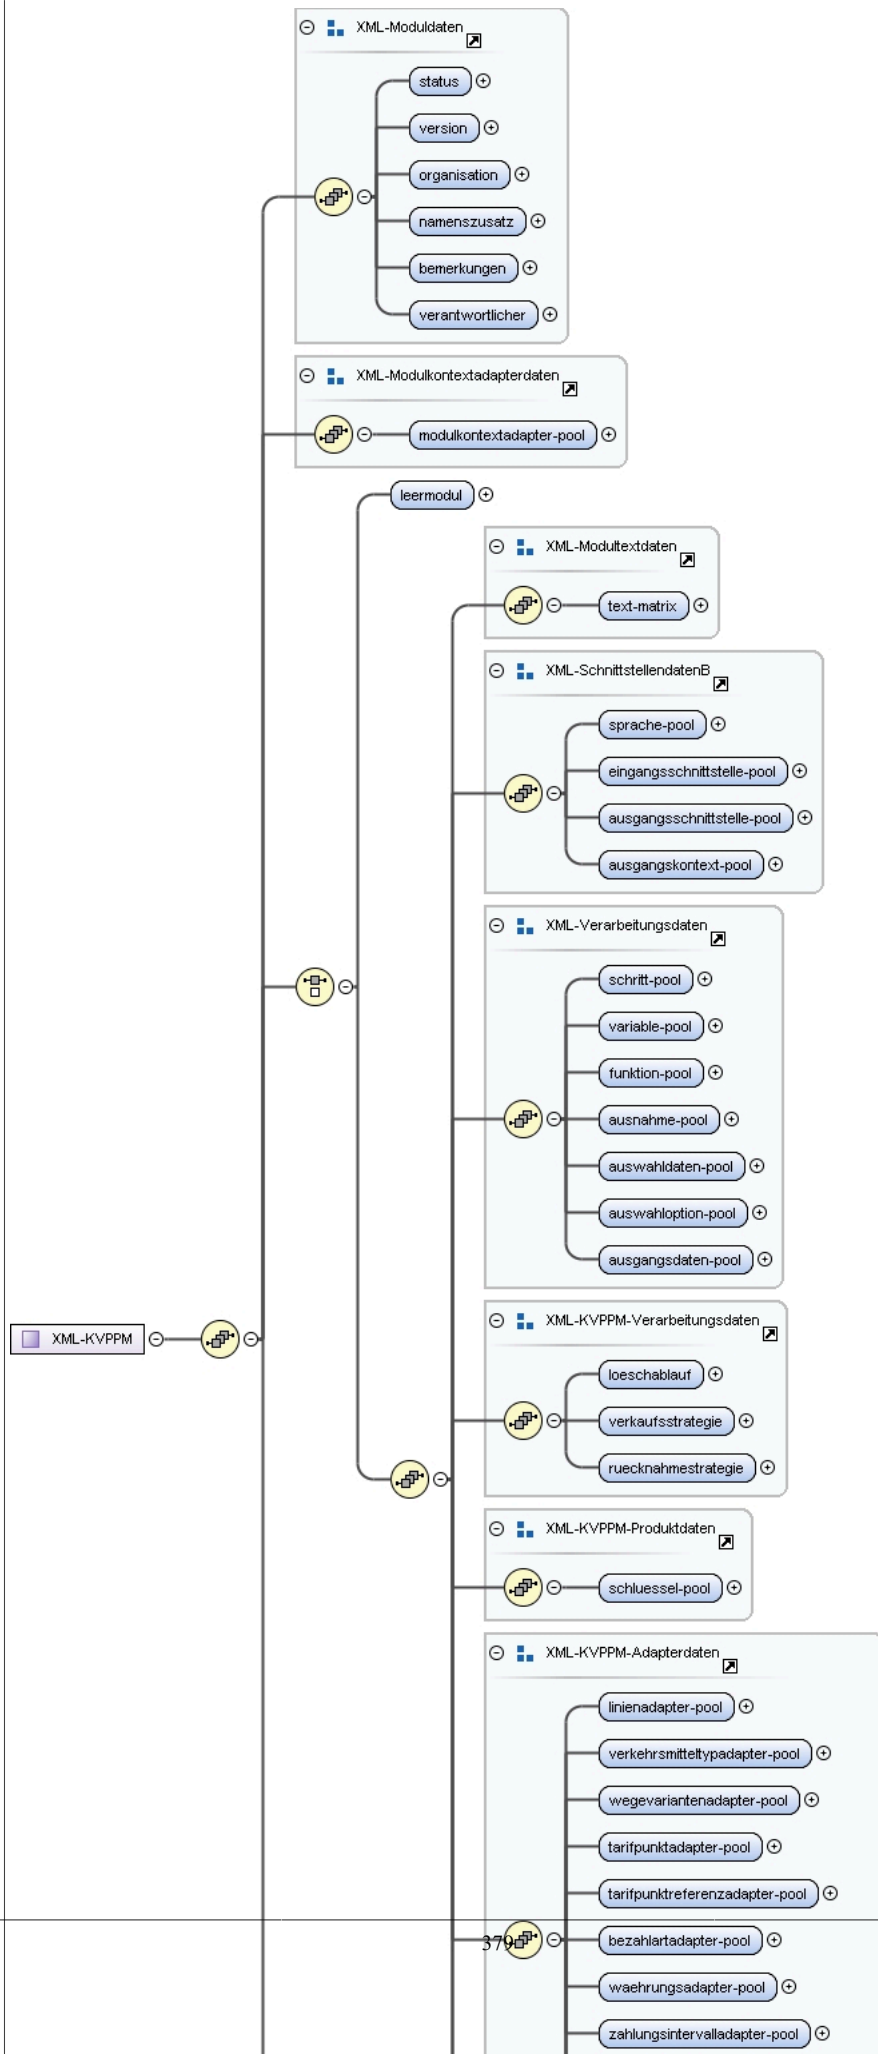 XML-Moduldaten
status
version
organisation
namenszusatz
bemerkungen
verantwortlicher
XML-Modulkontextadapterdaten
modulkontextadapter-pool
leermodul
XML-Modultextdaten
text-matrix
XML-SchnittstellendatenB
sprache-pool
eingangsschnittstelle-pool
ausgangsschnittstelle-pool
ausgangskontext-pool
XML-Verarbeitungsdaten
schritt-pool
variable-pool
funktion-pool
ausnahme-pool
auswahldaten-pool
auswahloption-pool
ausgangsdaten-pool
XML-KVPPM-Verarbeitungsdaten
XML-KVPPM
loeschablauf
verkaufsstrategie
ruecknahmestrategie
XML-KVPPM-Produktdaten
schluessel-pool
XML-KVPPM-Adapterdaten
linienadapter-pool
verkehrsmitteltypadapter-pool
wegevariantenadapter-pool
tarifpunktadapter-pool
tarifpunktreferenzadapter-pool
bezahlartadapter-pool
379
waehrungsadapter-pool
zahlungsintervalladapter-pool